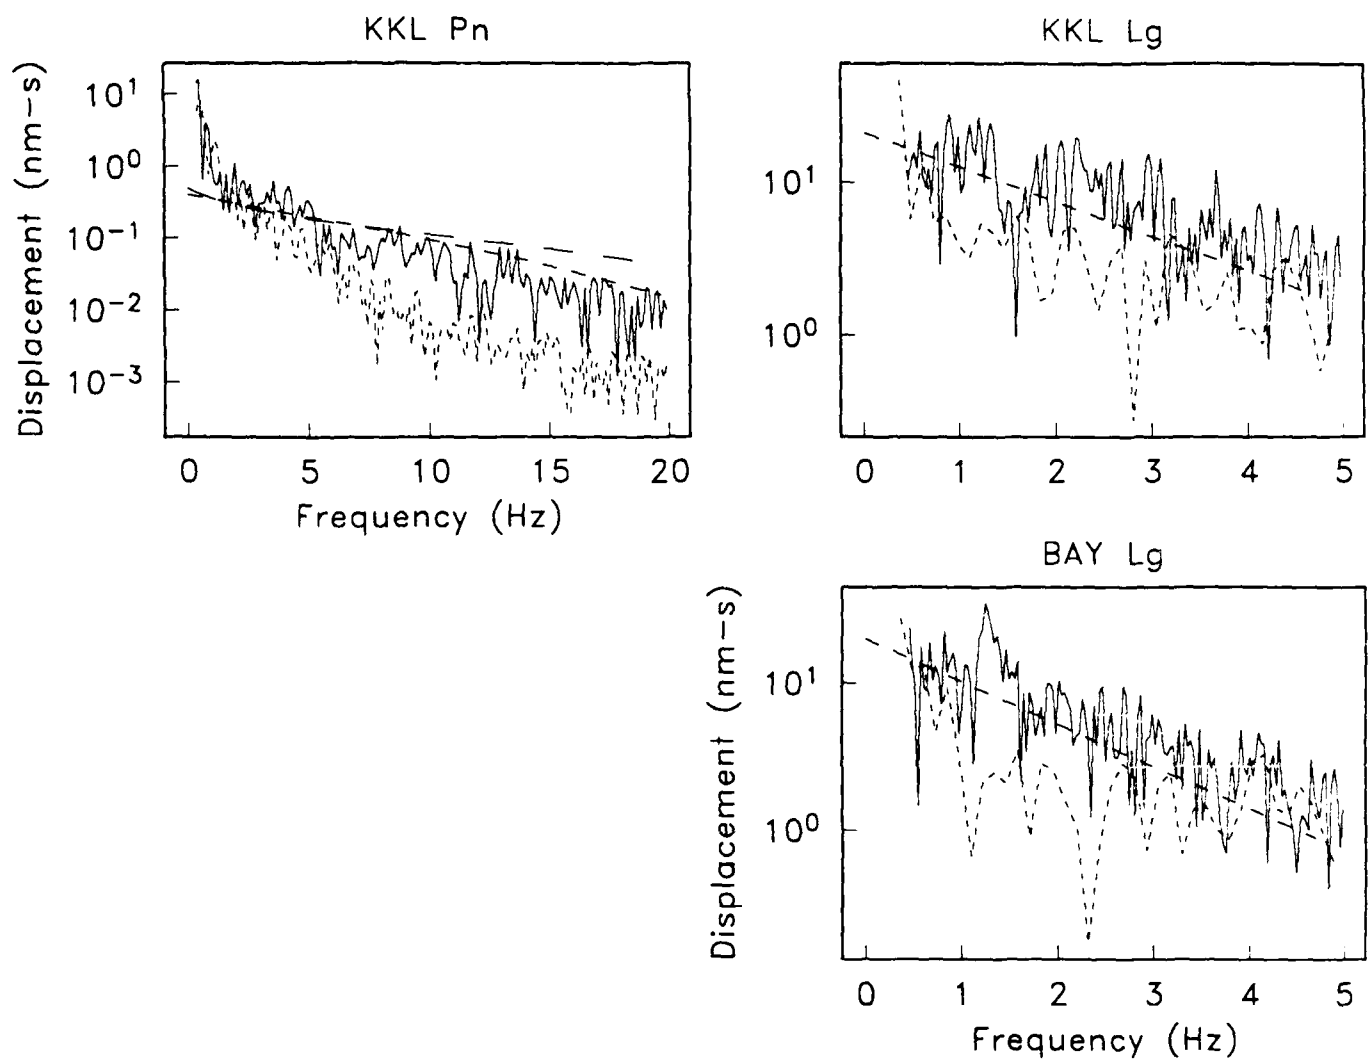 KKL Pn
Displacement (nm-s)
10^1
10^0
10^-1
10^-2
10^-3
0 5 10 15 20
Frequency (Hz)
KKL Lg
10^1
10^0
0 1 2 3 4 5
BAY Lg
Displacement (nm-s)
10^1
10^0
0 1 2 3 4 5
Frequency (Hz)